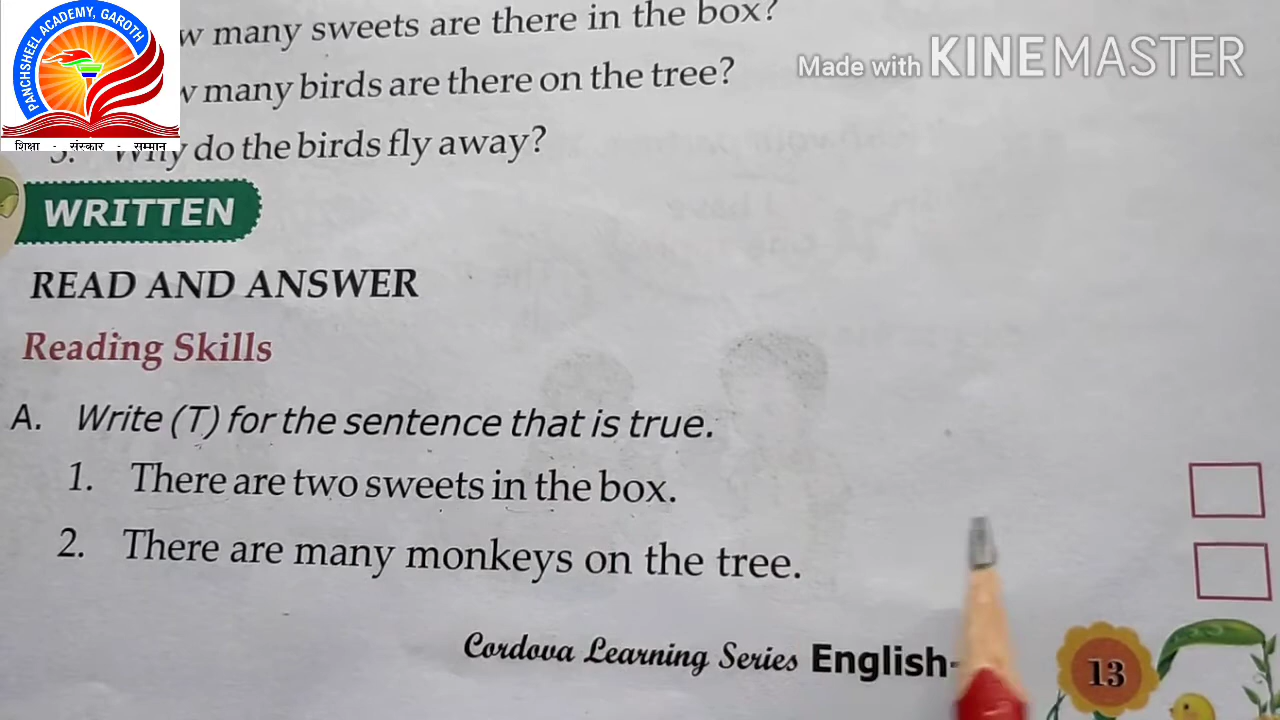 PANCHSHEEL ACADEMY, GAROTH
शिक्षा - संस्कार - सम्मान
Made with KINEMASTER
w many sweets are there in the box?
w many birds are there on the tree?
3. Why do the birds fly away?
WRITTEN
READ AND ANSWER
Reading Skills
A. Write (T) for the sentence that is true.
1. There are two sweets in the box.
2. There are many monkeys on the tree.
Cordova Learning Series English-
13